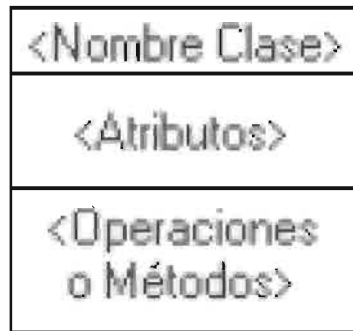 <Nombre Clase>
<Atributos>
<Operaciones
o Métodos>